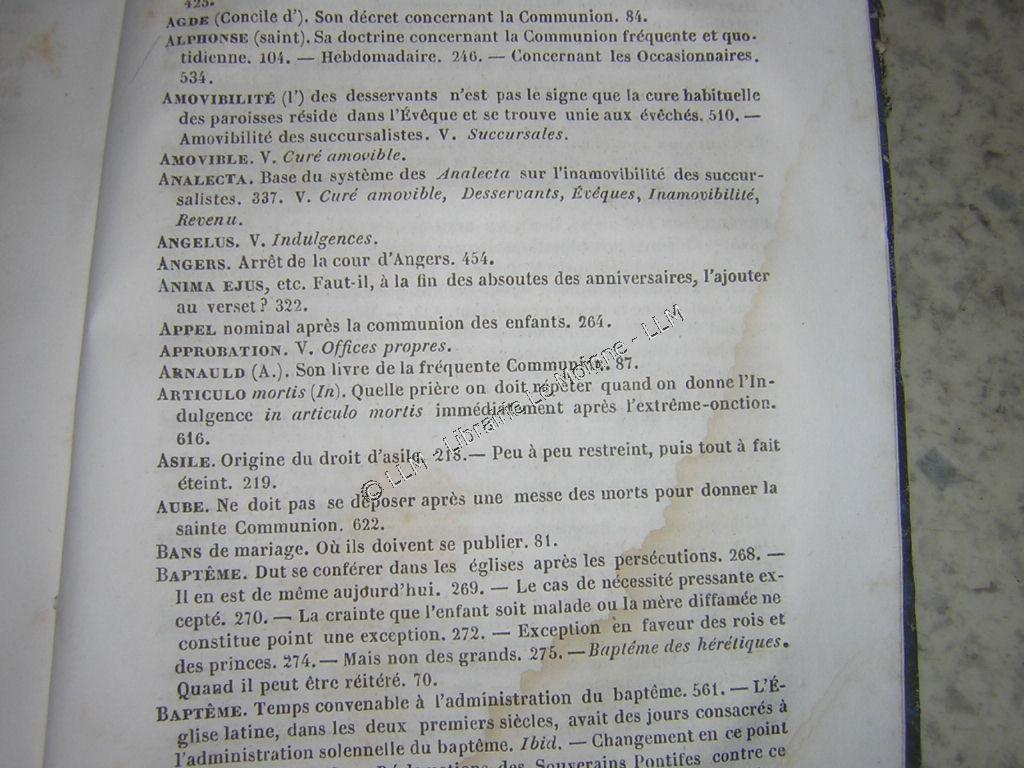 425.
AGDE (Concile d'). Son décret concernant la Communion. 84.
ALPHONSE (saint). Sa doctrine concernant la Communion fréquente et quo-
tidienne. 104. — Hebdomadaire. 246. — Concernant les Occasionnaires.
534.
AMOVIBILITÉ (l') des desservants n'est pas le signe que la cure habituelle
des paroisses réside dans l'Évêque et se trouve unie aux évêchés. 510. —
Amovibilité des succursalistes. V. Succursales.
AMOVIBLE. V. Curé amovible.
ANALECTA. Base du système des Analecta sur l'inamovibilité des succur-
salistes. 337. V. Curé amovible, Desservants, Évêques, Inamovibilité,
Revenu.
ANGELUS. V. Indulgences.
ANGERS. Arrêt de la cour d'Angers. 454.
ANIMA EJUS, etc. Faut-il, à la fin des absoutes des anniversaires, l'ajouter
au verset ? 322.
APPEL nominal après la communion des enfants. 264.
APPROBATION. V. Offices propres.
ARNAULD (A.). Son livre de la fréquente Communion. 87.
ARTICULO mortis (In). Quelle prière on doit répéter quand on donne l'In-
dulgence in articulo mortis immédiatement après l'extrême-onction.
616.
ASILE. Origine du droit d'asile. 218. — Peu à peu restreint, puis tout à fait
éteint. 219.
AUBE. Ne doit pas se déposer après une messe des morts pour donner la
sainte Communion. 622.
BANS de mariage. Où ils doivent se publier. 81.
BAPTÊME. Dut se conférer dans les églises après les persécutions. 268. —
Il en est de même aujourd'hui. 269. — Le cas de nécessité pressante ex-
cepté. 270. — La crainte que l'enfant soit malade ou la mère diffamée ne
constitue point une exception. 272. — Exception en faveur des rois et
des princes. 274. — Mais non des grands. 275. — Baptême des hérétiques.
Quand il peut être réitéré. 70.
BAPTÊME. Temps convenable à l'administration du baptême. 561. — L'É-
glise latine, dans les deux premiers siècles, avait des jours consacrés à
l'administration solennelle du baptême. Ibid. — Changement en ce point
des Souverains Pontifes contre ce
© LLM - Librairie Le Moigne - LLM